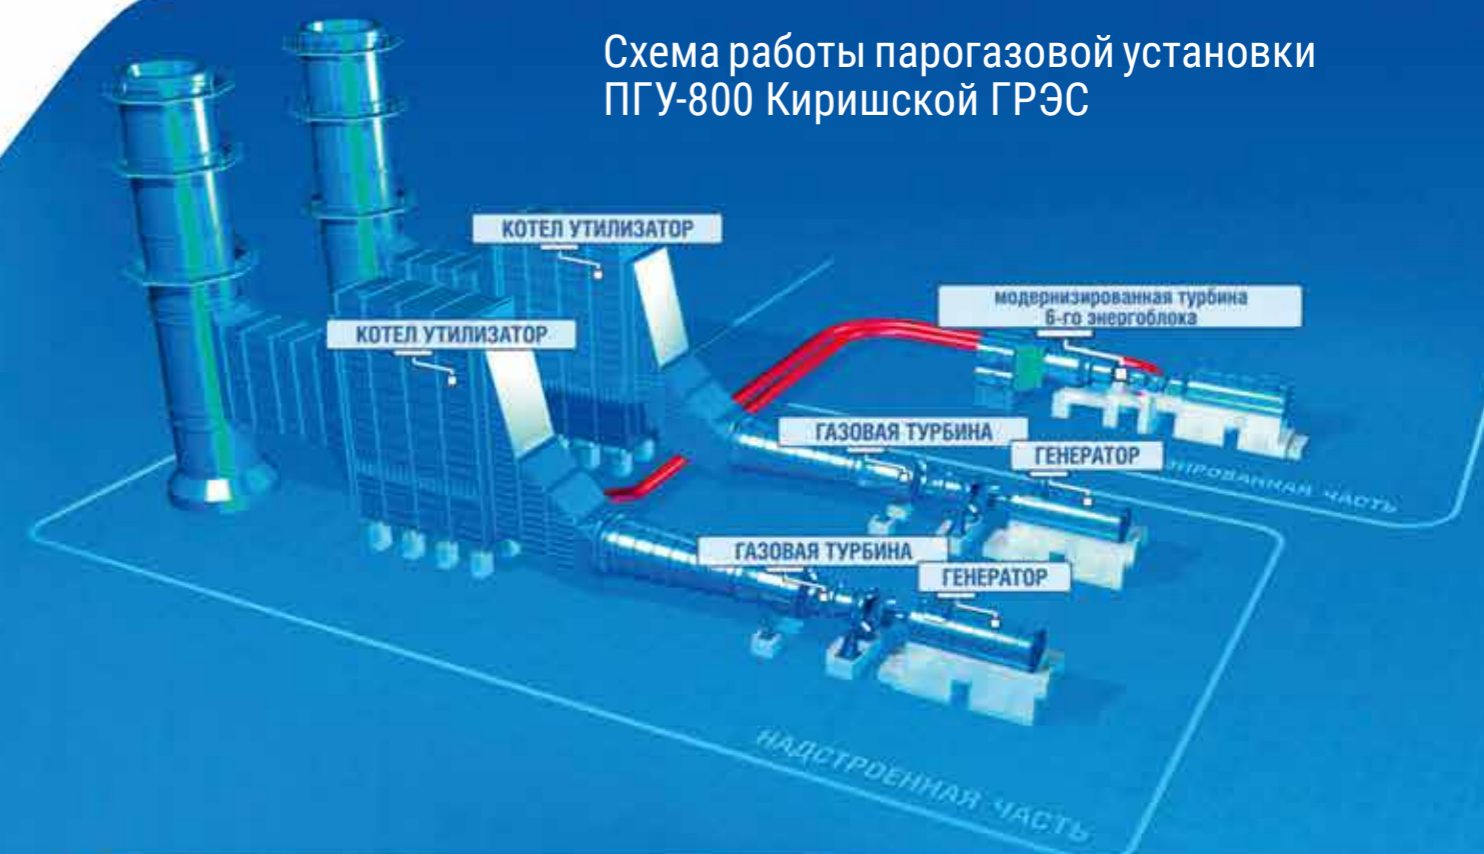 Схема работы парогазовой установки
ПГУ-800 Киришской ГРЭС
КОТЕЛ УТИЛИЗАТОР
КОТЕЛ УТИЛИЗАТОР
модернизированная турбина
6-го энергоблока
ГАЗОВАЯ ТУРБИНА
ГЕНЕРАТОР
ЧАСТЬ
ГАЗОВАЯ ТУРБИНА
ГЕНЕРАТОР
НАДСТРОЕННАЯ ЧАСТЬ